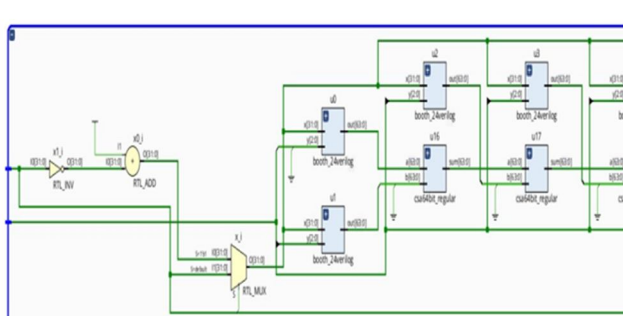 u2
u3
x[31:0]
out[63:0]
x[31:0]
out[63:0]
y[2:0]
y[2:0]
booth_24verilog
booth_24verilog
u0
x[31:0]
out[63:0]
y[2:0]
booth_24verilog
x0_i
I1
I0[31:0]
O[31:0]
RTL_ADD
x1_i
I0[31:0]
O[31:0]
RTL_INV
u16
u17
a[63:0]
sum[63:0]
a[63:0]
sum[63:0]
b[63:0]
b[63:0]
csa64bit_regular
csa64bit_regular
u1
x[31:0]
out[63:0]
y[2:0]
booth_24verilog
x_i
S=1'b1
I0[31:0]
S=default
I1[31:0]
O[31:0]
S
RTL_MUX